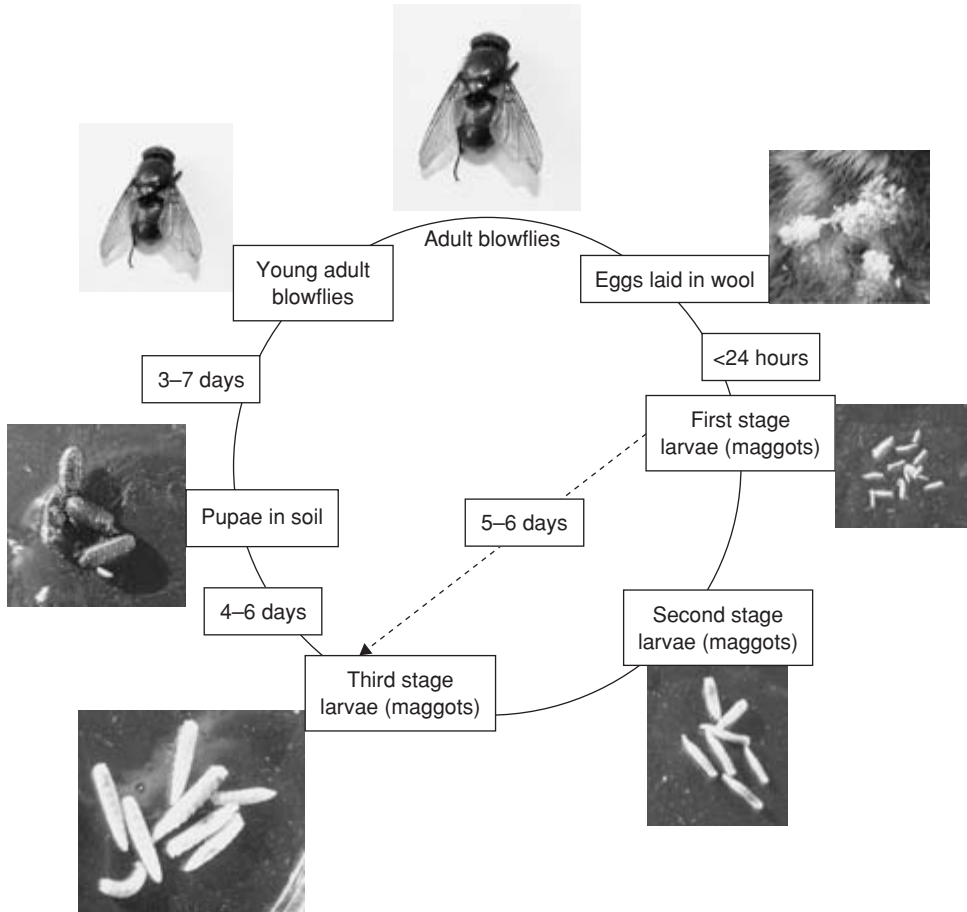 Adult blowflies
Eggs laid in wool
<24 hours
First stage
larvae (maggots)
5–6 days
Second stage
larvae (maggots)
Third stage
larvae (maggots)
4–6 days
Pupae in soil
3–7 days
Young adult
blowflies